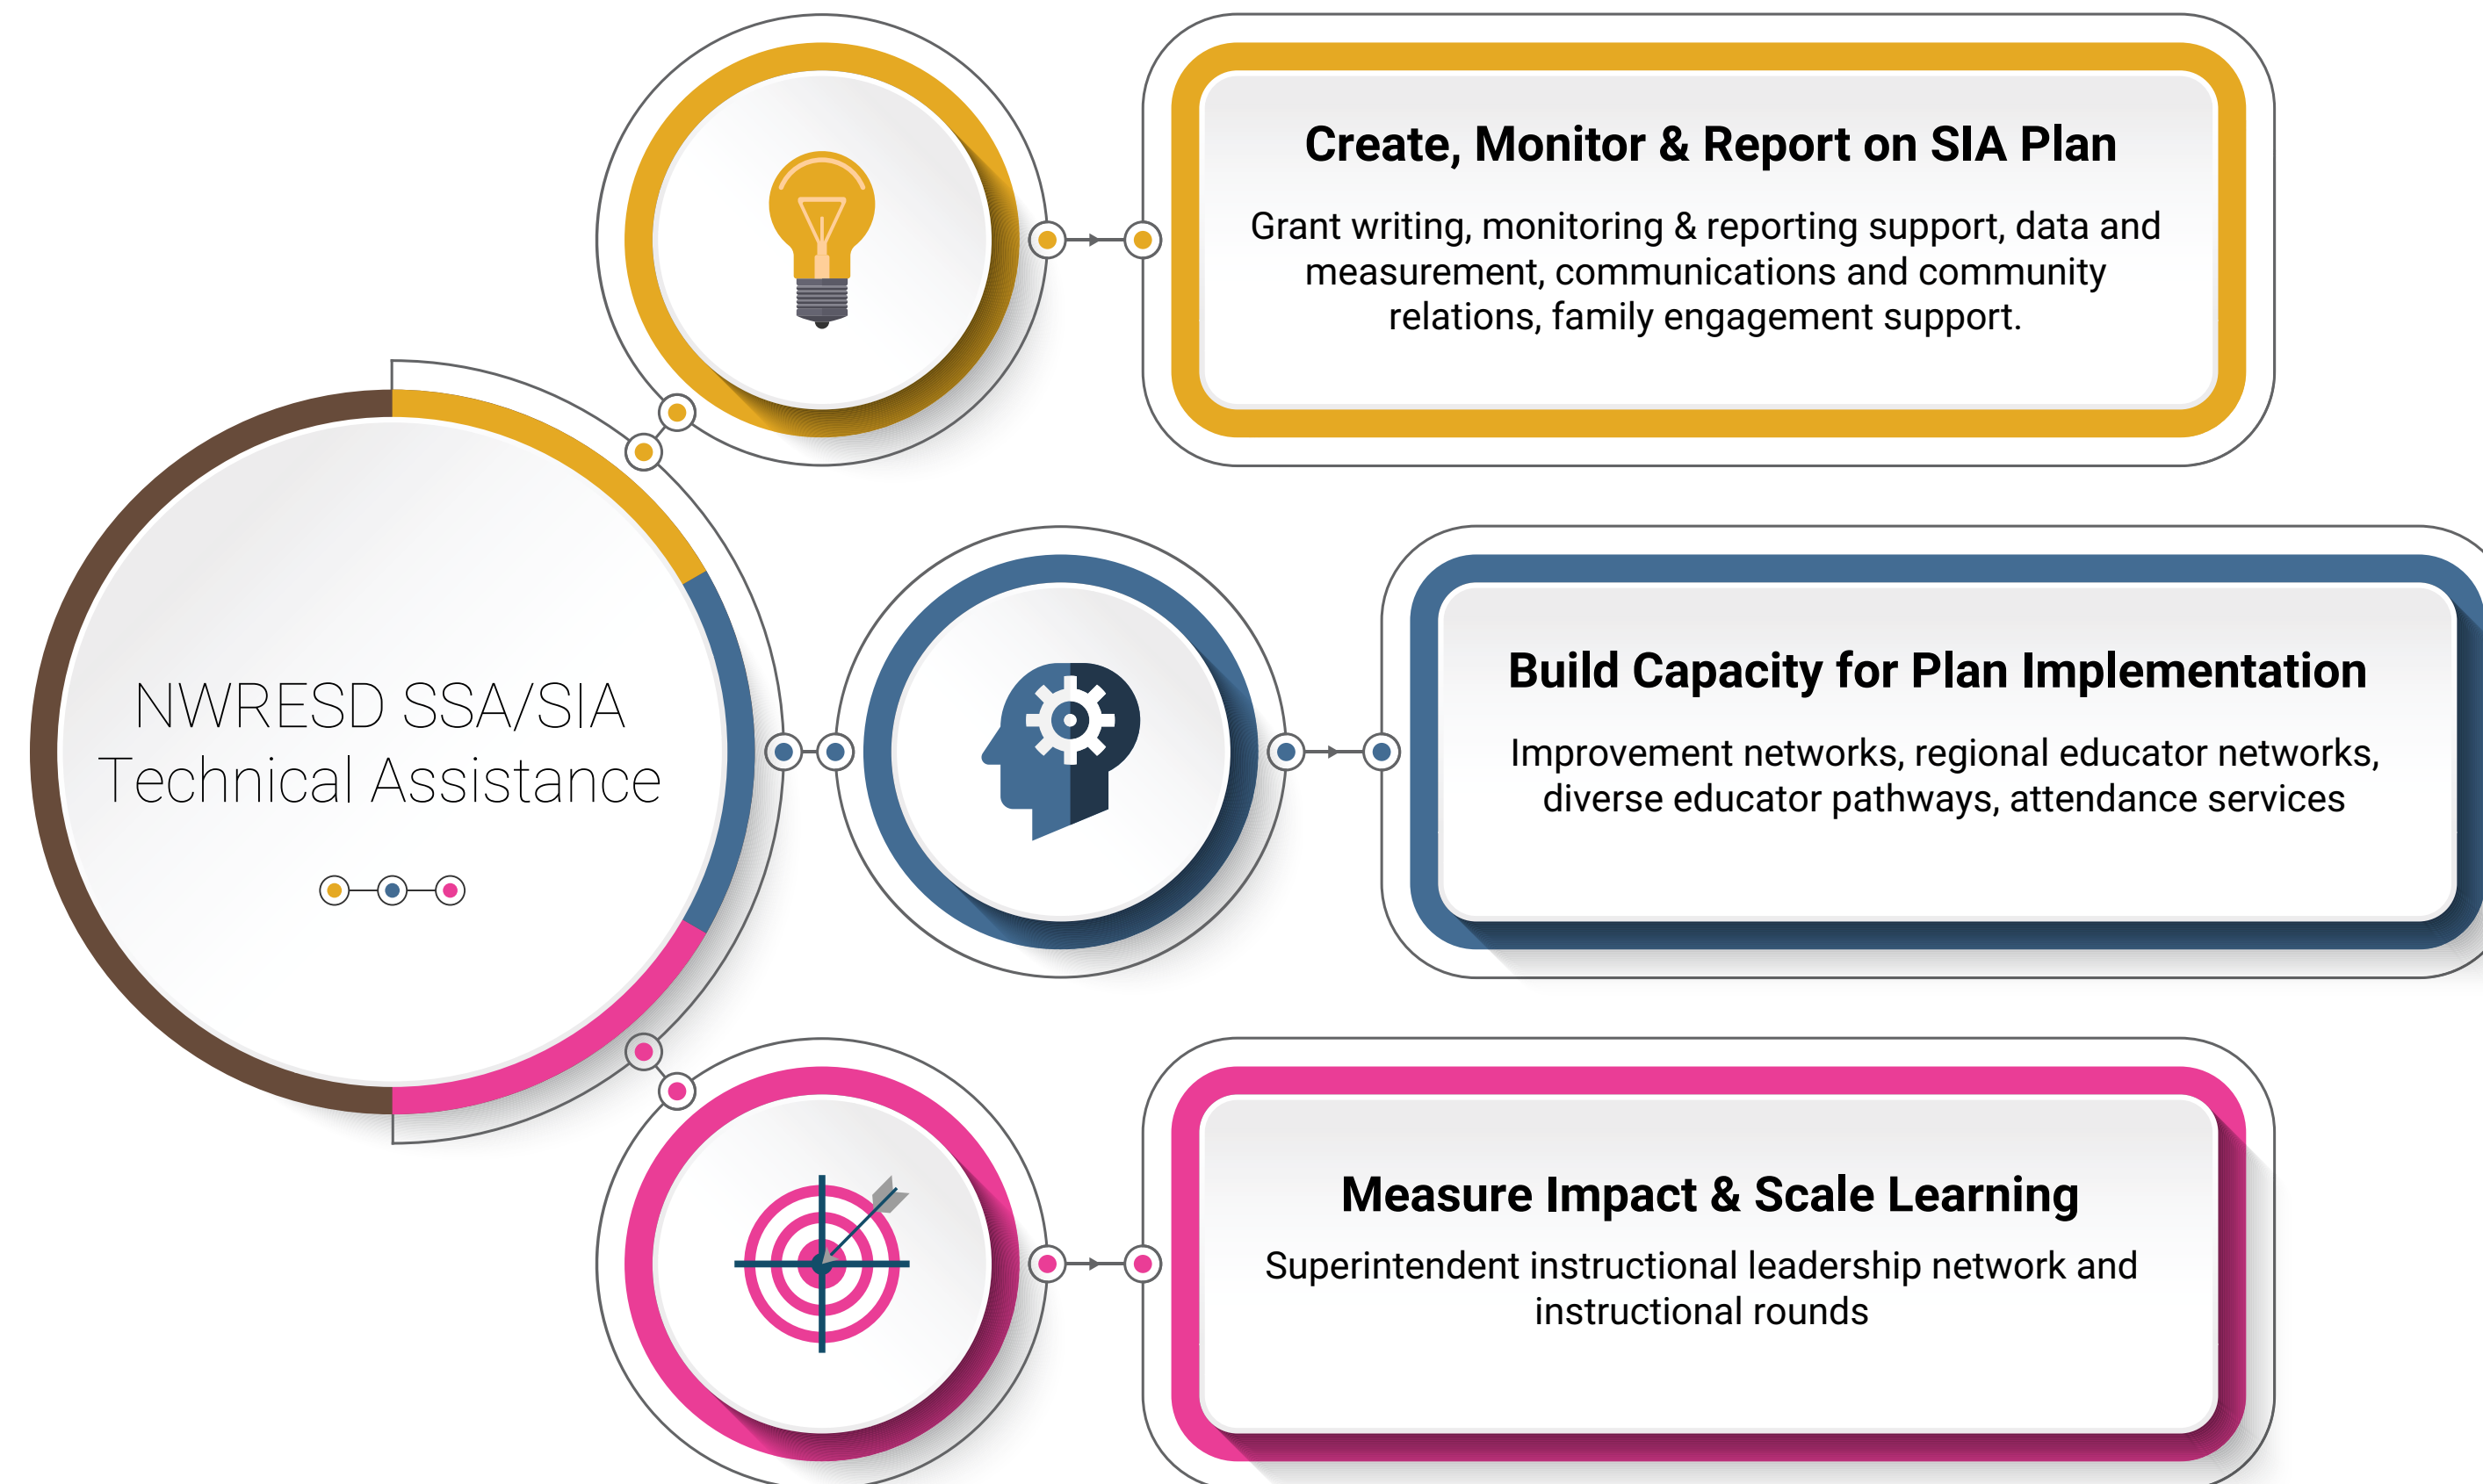 NWRESD SSA/SIA
Technical Assistance
Create, Monitor & Report on SIA Plan
Grant writing, monitoring & reporting support, data and
measurement, communications and community
relations, family engagement support.
Build Capacity for Plan Implementation
Improvement networks, regional educator networks,
diverse educator pathways, attendance services
Measure Impact & Scale Learning
Superintendent instructional leadership network and
instructional rounds